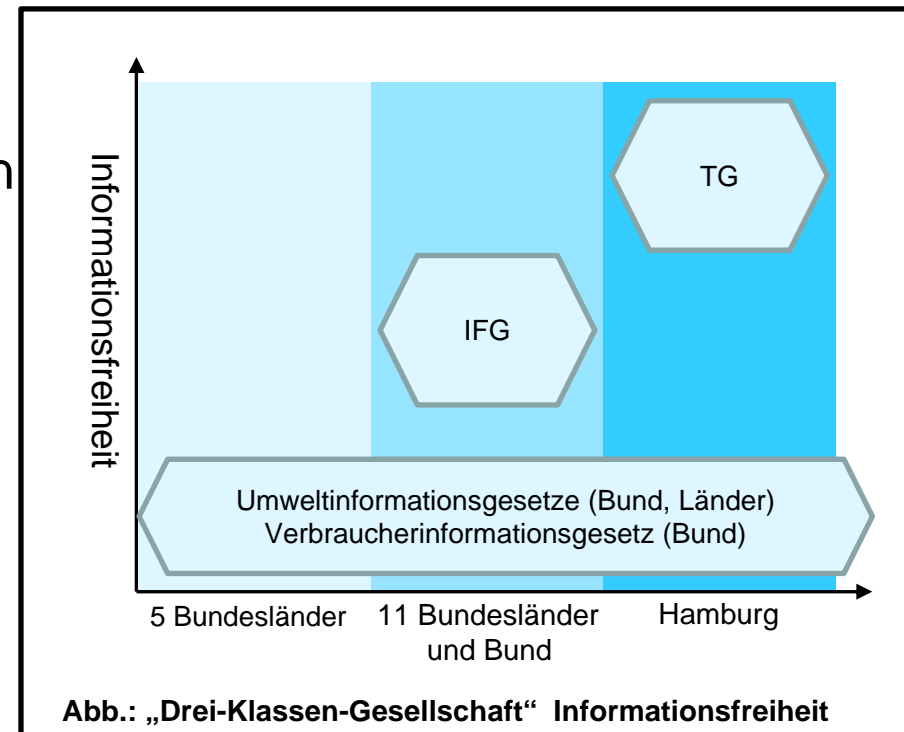 n
Informationsfreiheit
TG
IFG
Umweltinformationsgesetze (Bund, Länder)
Verbraucherinformationsgesetz (Bund)
5 Bundesländer
11 Bundesländer
und Bund
Hamburg
Abb.: „Drei-Klassen-Gesellschaft“ Informationsfreiheit